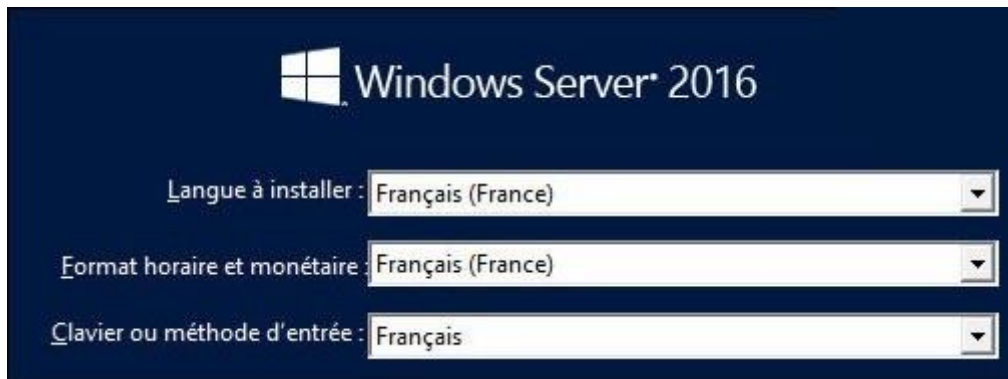 Windows Server® 2016
Langue à installer : Français (France)
Format horaire et monétaire : Français (France)
Clavier ou méthode d'entrée : Français